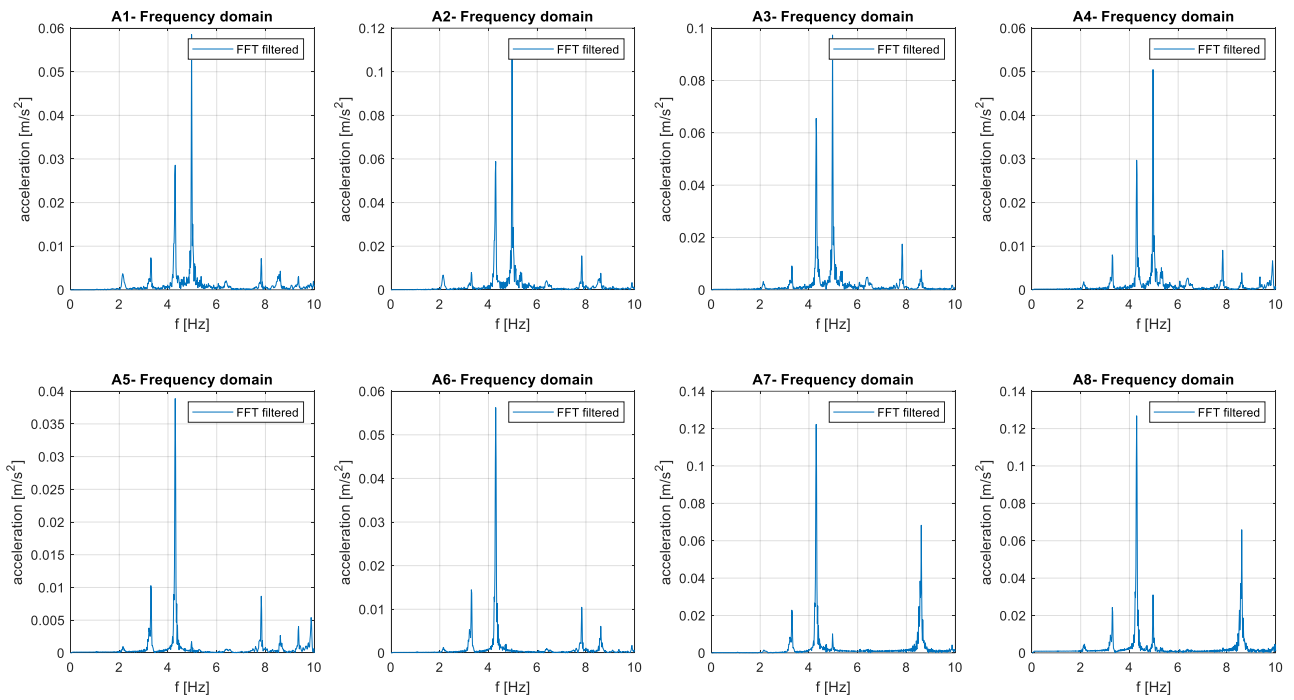 A1- Frequency domain
FFT filtered
acceleration [m/s²]
0.06
0.05
0.04
0.03
0.02
0.01
0
0 2 4 6 8 10
f [Hz]
A2- Frequency domain
FFT filtered
acceleration [m/s²]
0.12
0.1
0.08
0.06
0.04
0.02
0
0 2 4 6 8 10
f [Hz]
A3- Frequency domain
FFT filtered
acceleration [m/s²]
0.1
0.08
0.06
0.04
0.02
0
0 2 4 6 8 10
f [Hz]
A4- Frequency domain
FFT filtered
acceleration [m/s²]
0.06
0.05
0.04
0.03
0.02
0.01
0
0 2 4 6 8 10
f [Hz]
A5- Frequency domain
FFT filtered
acceleration [m/s²]
0.04
0.035
0.03
0.025
0.02
0.015
0.01
0.005
0
0 2 4 6 8 10
f [Hz]
A6- Frequency domain
FFT filtered
acceleration [m/s²]
0.06
0.05
0.04
0.03
0.02
0.01
0
0 2 4 6 8 10
f [Hz]
A7- Frequency domain
FFT filtered
acceleration [m/s²]
0.14
0.12
0.1
0.08
0.06
0.04
0.02
0
0 2 4 6 8 10
f [Hz]
A8- Frequency domain
FFT filtered
acceleration [m/s²]
0.14
0.12
0.1
0.08
0.06
0.04
0.02
0
0 2 4 6 8 10
f [Hz]